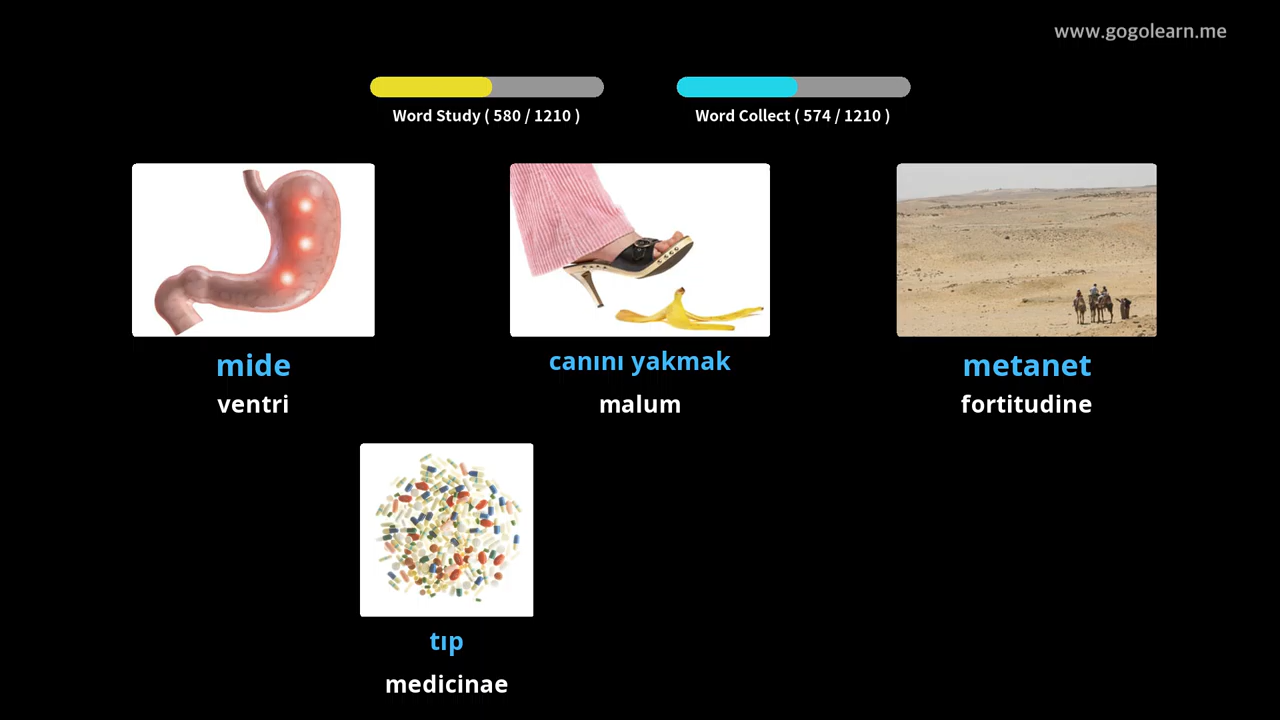 www.gogolearn.me
Word Study ( 580 / 1210 )
Word Collect ( 574 / 1210 )
mide
ventri
canını yakmak
malum
metanet
fortitudine
tıp
medicinae